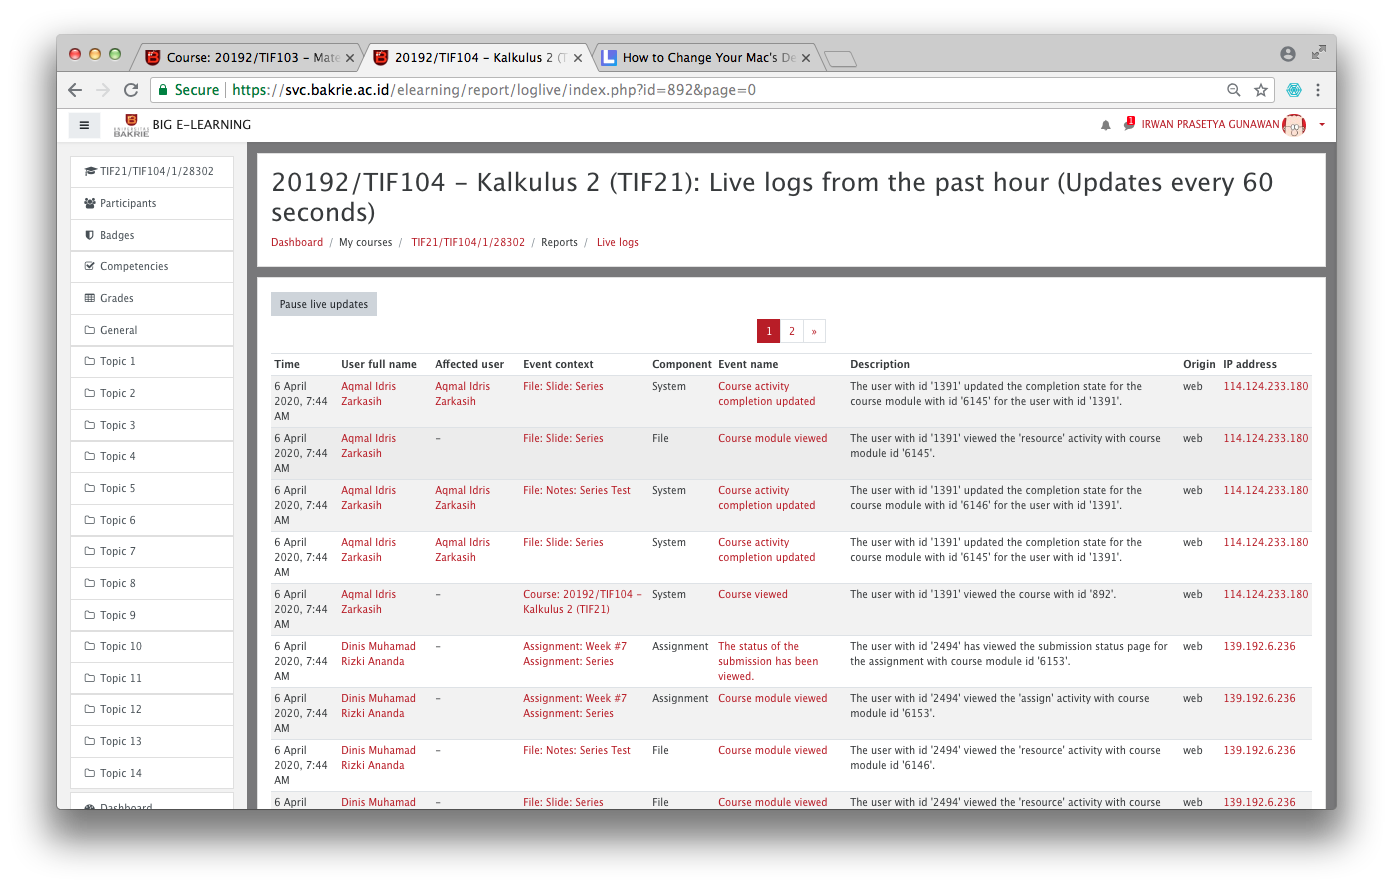 Course: 20192/TIF103 – Mate
20192/TIF104 – Kalkulus 2 (T
How to Change Your Mac's De
Secure | https://svc.bakrie.ac.id/elearning/report/loglive/index.php?id=892&page=0
UNIVERSITAS
BAKRIE
BIG E-LEARNING
1
IRWAN PRASETYA GUNAWAN
TIF21/TIF104/1/28302
Participants
Badges
Competencies
Grades
General
Topic 1
Topic 2
Topic 3
Topic 4
Topic 5
Topic 6
Topic 7
Topic 8
Topic 9
Topic 10
Topic 11
Topic 12
Topic 13
Topic 14
Dashboard
20192/TIF104 – Kalkulus 2 (TIF21): Live logs from the past hour (Updates every 60
seconds)
Dashboard / My courses / TIF21/TIF104/1/28302 / Reports / Live logs
Pause live updates
1 2 »
Time User full name Affected user Event context Component Event name Description Origin IP address
6 April Aqmal Idris Aqmal Idris File: Slide: Series System Course activity The user with id '1391' updated the completion state for the web 114.124.233.180
2020, 7:44 Zarkasih Zarkasih completion updated course module with id '6145' for the user with id '1391'.
AM
6 April Aqmal Idris – File: Slide: Series File Course module viewed The user with id '1391' viewed the 'resource' activity with course web 114.124.233.180
2020, 7:44 Zarkasih module id '6145'.
AM
6 April Aqmal Idris Aqmal Idris File: Notes: Series Test System Course activity The user with id '1391' updated the completion state for the web 114.124.233.180
2020, 7:44 Zarkasih Zarkasih completion updated course module with id '6146' for the user with id '1391'.
AM
6 April Aqmal Idris Aqmal Idris File: Slide: Series System Course activity The user with id '1391' updated the completion state for the web 114.124.233.180
2020, 7:44 Zarkasih Zarkasih completion updated course module with id '6145' for the user with id '1391'.
AM
6 April Aqmal Idris – Course: 20192/TIF104 – System Course viewed The user with id '1391' viewed the course with id '892'. web 114.124.233.180
2020, 7:44 Zarkasih Kalkulus 2 (TIF21)
AM
6 April Dinis Muhamad – Assignment: Week #7 Assignment The status of the The user with id '2494' has viewed the submission status page for web 139.192.6.236
2020, 7:44 Rizki Ananda Assignment: Series submission has been the assignment with course module id '6153'.
AM viewed.
6 April Dinis Muhamad – Assignment: Week #7 Assignment Course module viewed The user with id '2494' viewed the 'assign' activity with course web 139.192.6.236
2020, 7:44 Rizki Ananda Assignment: Series module id '6153'.
AM
6 April Dinis Muhamad – File: Notes: Series Test File Course module viewed The user with id '2494' viewed the 'resource' activity with course web 139.192.6.236
2020, 7:44 Rizki Ananda module id '6146'.
AM
6 April Dinis Muhamad – File: Slide: Series File Course module viewed The user with id '2494' viewed the 'resource' activity with course web 139.192.6.236